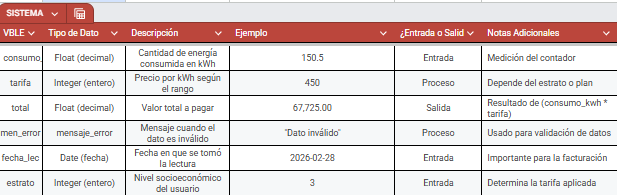 SISTEMA
VBLE Tipo de Dato Descripción Ejemplo ¿Entrada o Salid Notas Adicionales
consumo_ Float (decimal) Cantidad de energía consumida en kWh 150.5 Entrada Medición del contador
tarifa Integer (entero) Precio por kWh según el rango 450 Proceso Depende del estrato o plan
total Float (decimal) Valor total a pagar 67,725.00 Salida Resultado de (consumo_kwh * tarifa)
men_error mensaje_error Mensaje cuando el dato es inválido "Dato inválido" Proceso Usado para validación de datos
fecha_lec Date (fecha) Fecha en que se tomó la lectura 2026-02-28 Entrada Importante para la facturación
estrato Integer (entero) Nivel socioeconómico del usuario 3 Entrada Determina la tarifa aplicada